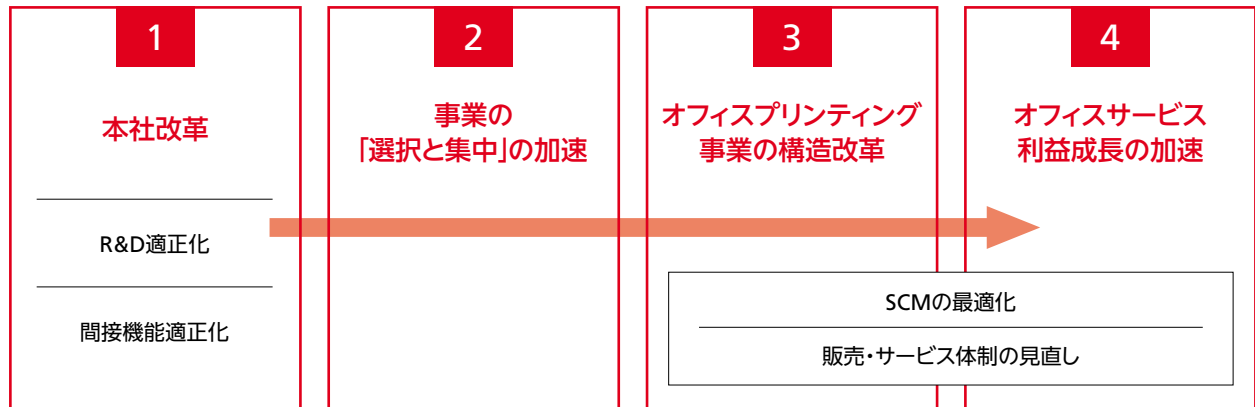 1
本社改革
R&D適正化
間接機能適正化
2
事業の
「選択と集中」の加速
3
オフィスプリンティング
事業の構造改革
4
オフィスサービス
利益成長の加速
SCMの最適化
販売・サービス体制の見直し